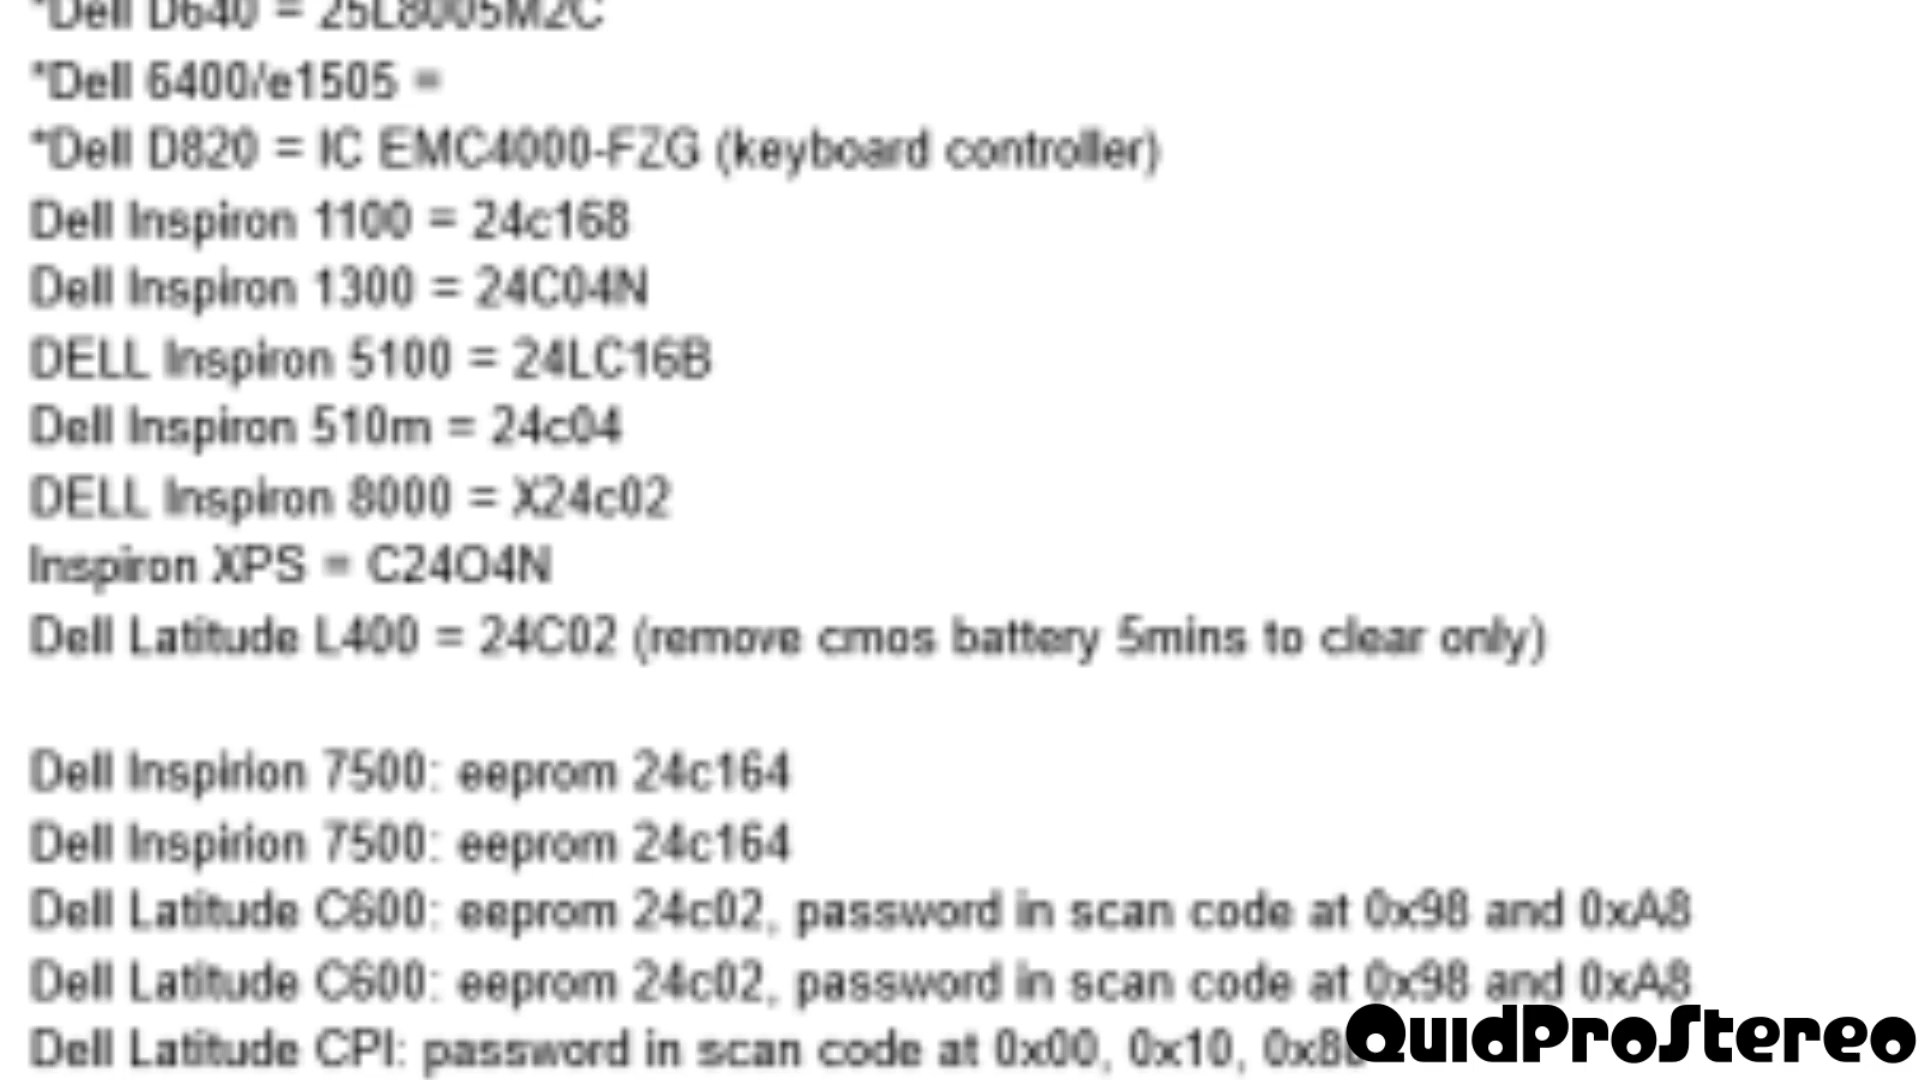 *Dell D640 = 25L8005M2C
*Dell 6400/e1505 =
*Dell D820 = IC EMC4000-FZG (keyboard controller)
Dell Inspiron 1100 = 24c168
Dell Inspiron 1300 = 24C04N
DELL Inspiron 5100 = 24LC16B
Dell Inspiron 510m = 24c04
DELL Inspiron 8000 = X24c02
Inspiron XPS = C24O4N
Dell Latitude L400 = 24C02 (remove cmos battery 5mins to clear only)
Dell Inspirion 7500: eeprom 24c164
Dell Inspirion 7500: eeprom 24c164
Dell Latitude C600: eeprom 24c02, password in scan code at 0x98 and 0xA8
Dell Latitude C600: eeprom 24c02, password in scan code at 0x98 and 0xA8
Dell Latitude CPI: password in scan code at 0x00, 0x10,
QuidProStereo